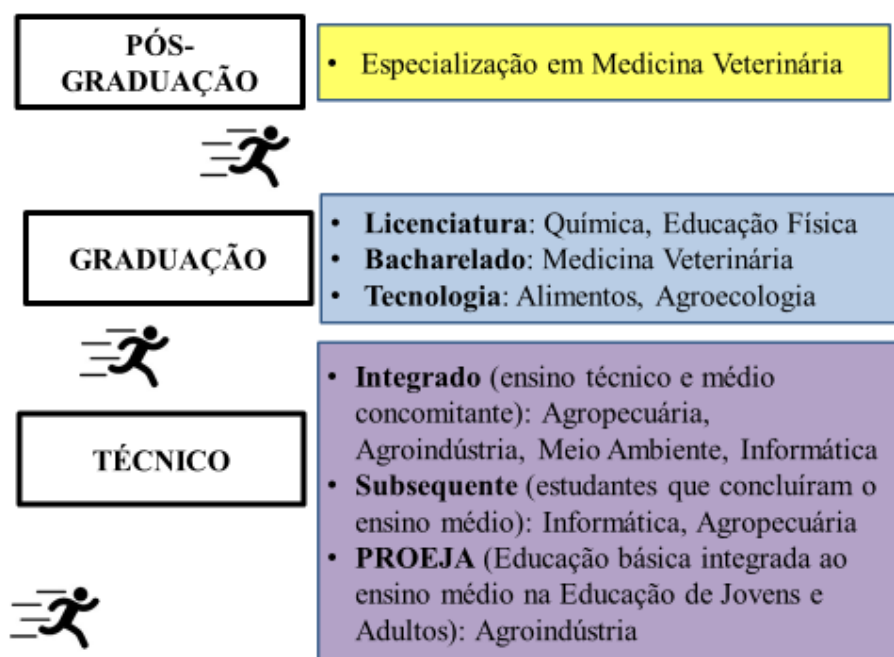 PÓS-
GRADUAÇÃO
• Especialização em Medicina Veterinária
GRADUAÇÃO
• Licenciatura: Química, Educação Física
• Bacharelado: Medicina Veterinária
• Tecnologia: Alimentos, Agroecologia
TÉCNICO
• Integrado (ensino técnico e médio
concomitante): Agropecuária,
Agroindústria, Meio Ambiente, Informática
• Subsequente (estudantes que concluíram o
ensino médio): Informática, Agropecuária
• PROEJA (Educação básica integrada ao
ensino médio na Educação de Jovens e
Adultos): Agroindústria